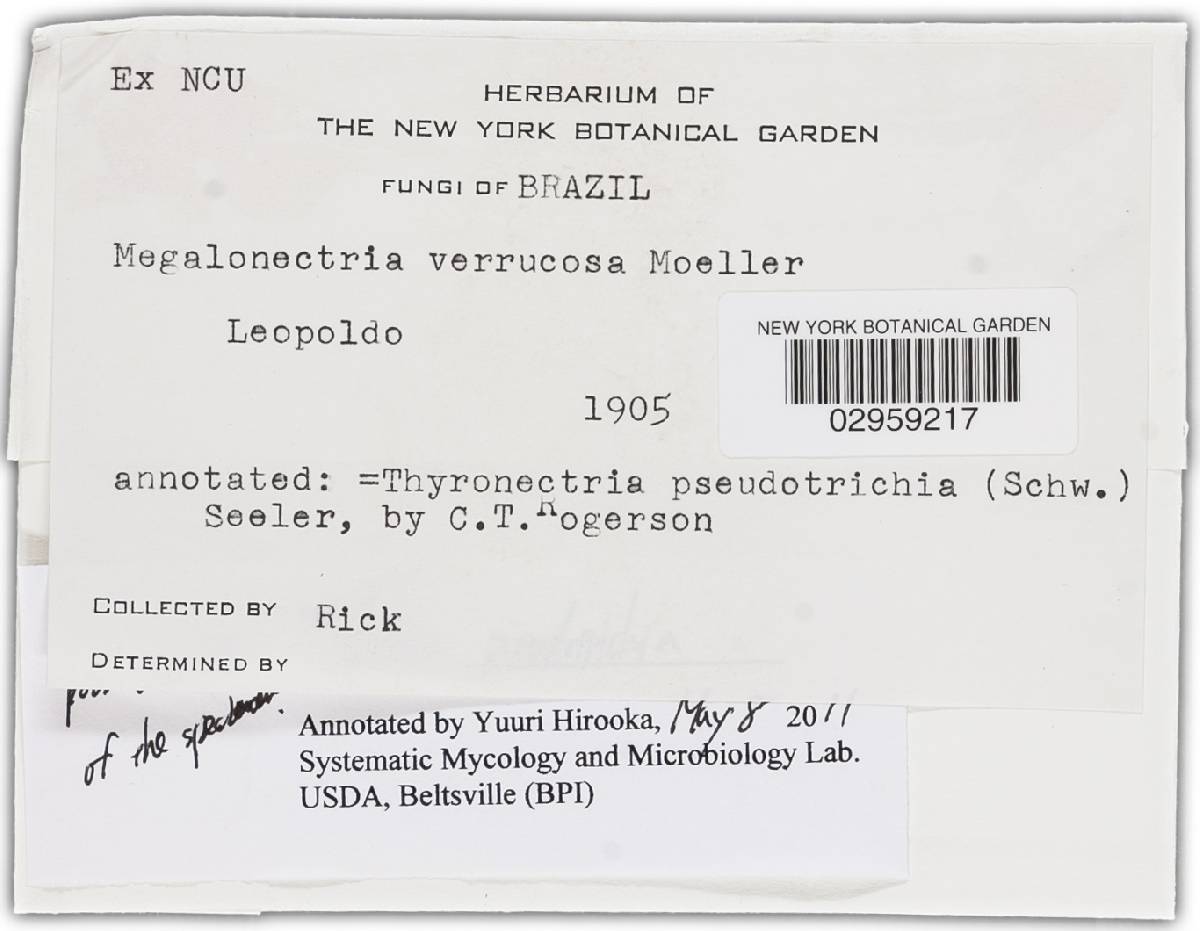 Ex NCU
HERBARIUM OF
THE NEW YORK BOTANICAL GARDEN
FUNGI OF BRAZIL
Megalonectria verrucosa Moeller
Leopoldo
NEW YORK BOTANICAL GARDEN
02959217
1905
annotated: =Thyronectria pseudotrichia (Schw.)
Seeler, by C.T.Rogerson
COLLECTED BY Rick
DETERMINED BY
of the specimen.
Annotated by Yuuri Hirooka, May 8 2011
Systematic Mycology and Microbiology Lab.
USDA, Beltsville (BPI)